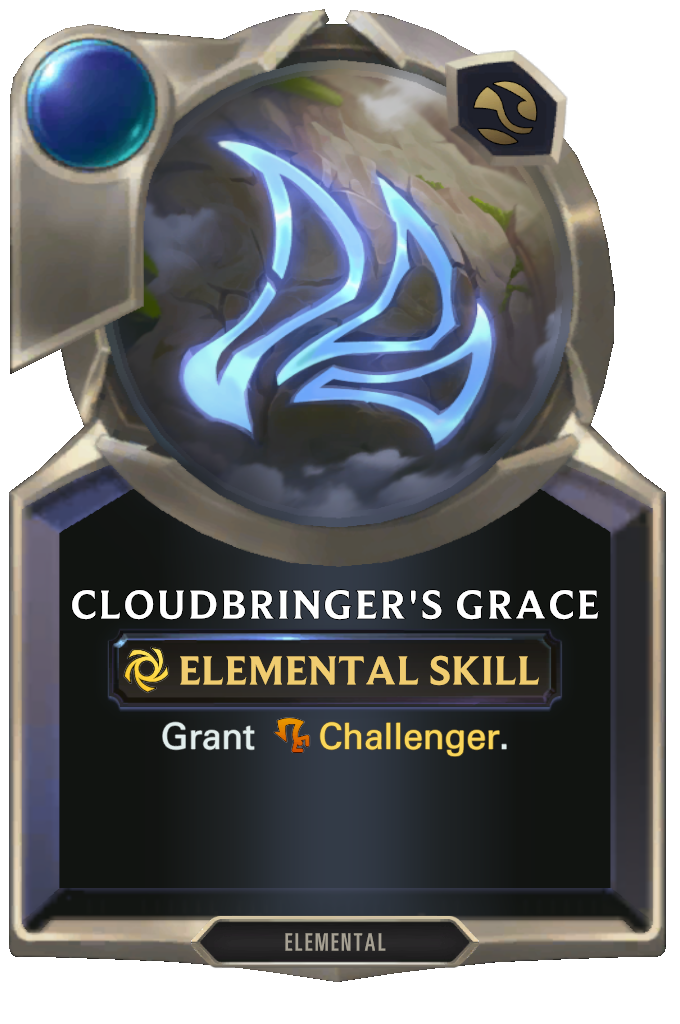 CLOUDBRINGER'S GRACE
ELEMENTAL SKILL
Grant Challenger.
ELEMENTAL